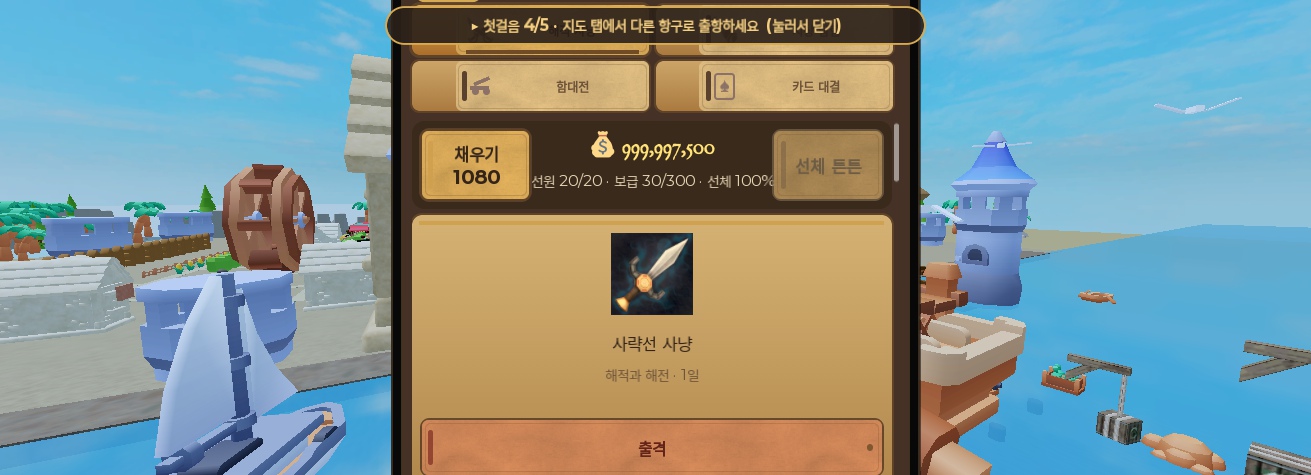 ▸ 첫걸음 4/5 · 지도 탭에서 다른 항구로 출항하세요 (눌러서 닫기)
함대전
카드 대결
채우기
1080
999,997,500
선원 20/20 · 보급 30/300 · 선체 100%
선체 튼튼
사략선 사냥
해적과 해전 · 1일
출격